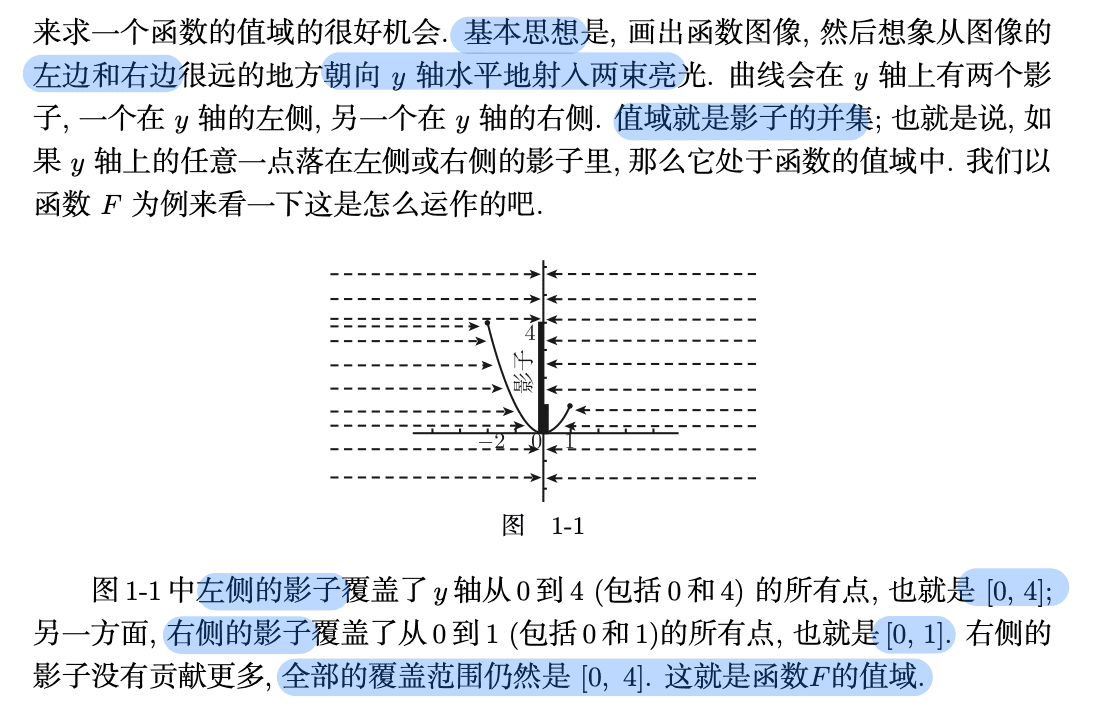 来求一个函数的值域的很好机会. 基本思想是, 画出函数图像, 然后想象从图像的
左边和右边很远的地方朝向 y 轴水平地射入两束亮光. 曲线会在 y 轴上有两个影
子, 一个在 y 轴的左侧, 另一个在 y 轴的右侧. 值域就是影子的并集; 也就是说, 如
果 y 轴上的任意一点落在左侧或右侧的影子里, 那么它处于函数的值域中. 我们以
函数 F 为例来看一下这是怎么运作的吧.
4
影子
−2 0 1
图 1-1
图 1-1 中左侧的影子覆盖了 y 轴从 0 到 4 (包括 0 和 4) 的所有点, 也就是 [0, 4];
另一方面, 右侧的影子覆盖了从 0 到 1 (包括 0 和 1)的所有点, 也就是 [0, 1]. 右侧的
影子没有贡献更多, 全部的覆盖范围仍然是 [0, 4]. 这就是函数F的值域.